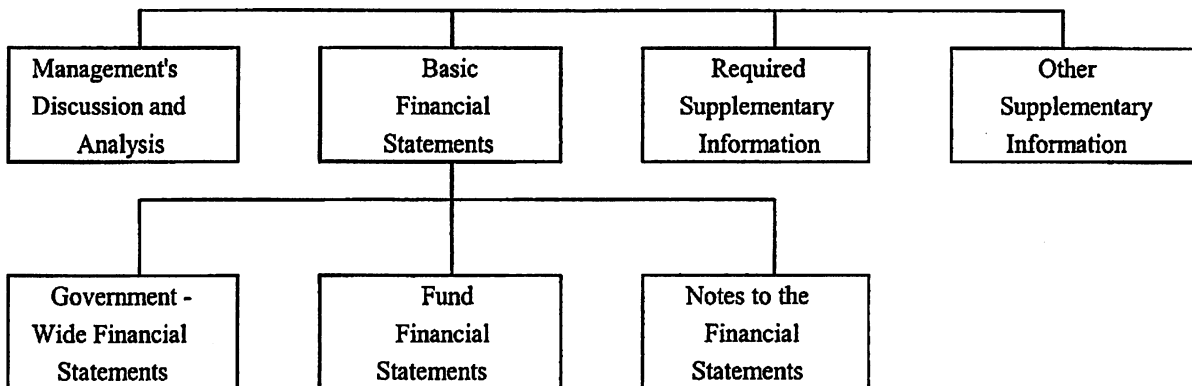 Management's
Discussion and
Analysis
Basic
Financial
Statements
Required
Supplementary
Information
Other
Supplementary
Information
Government -
Wide Financial
Statements
Fund
Financial
Statements
Notes to the
Financial
Statements